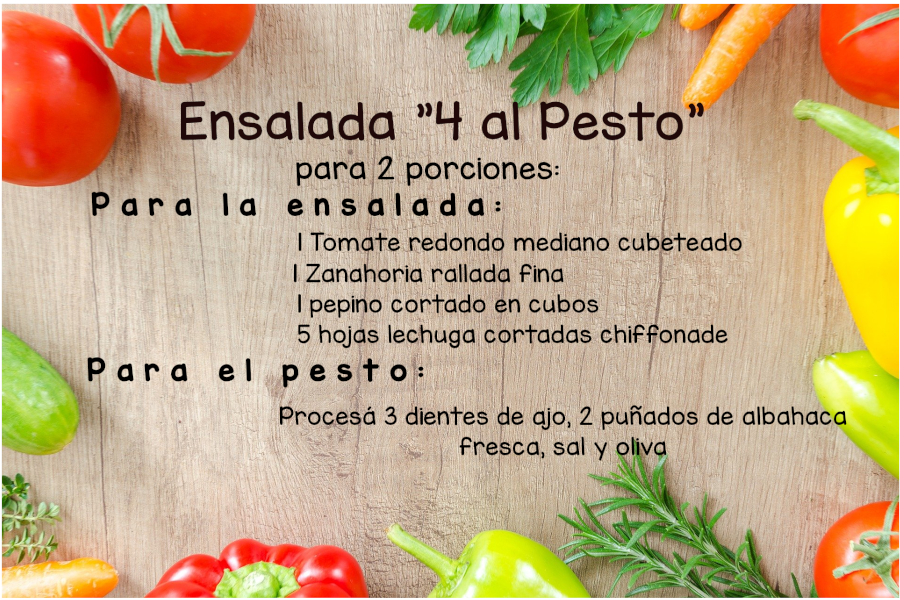 Ensalada "4 al Pesto"
para 2 porciones:
Para la ensalada:
1 Tomate redondo mediano cubeteado
1 Zanahoria rallada fina
1 pepino cortado en cubos
5 hojas lechuga cortadas chiffonade
Para el pesto:
Procesá 3 dientes de ajo, 2 puñados de albahaca
fresca, sal y oliva